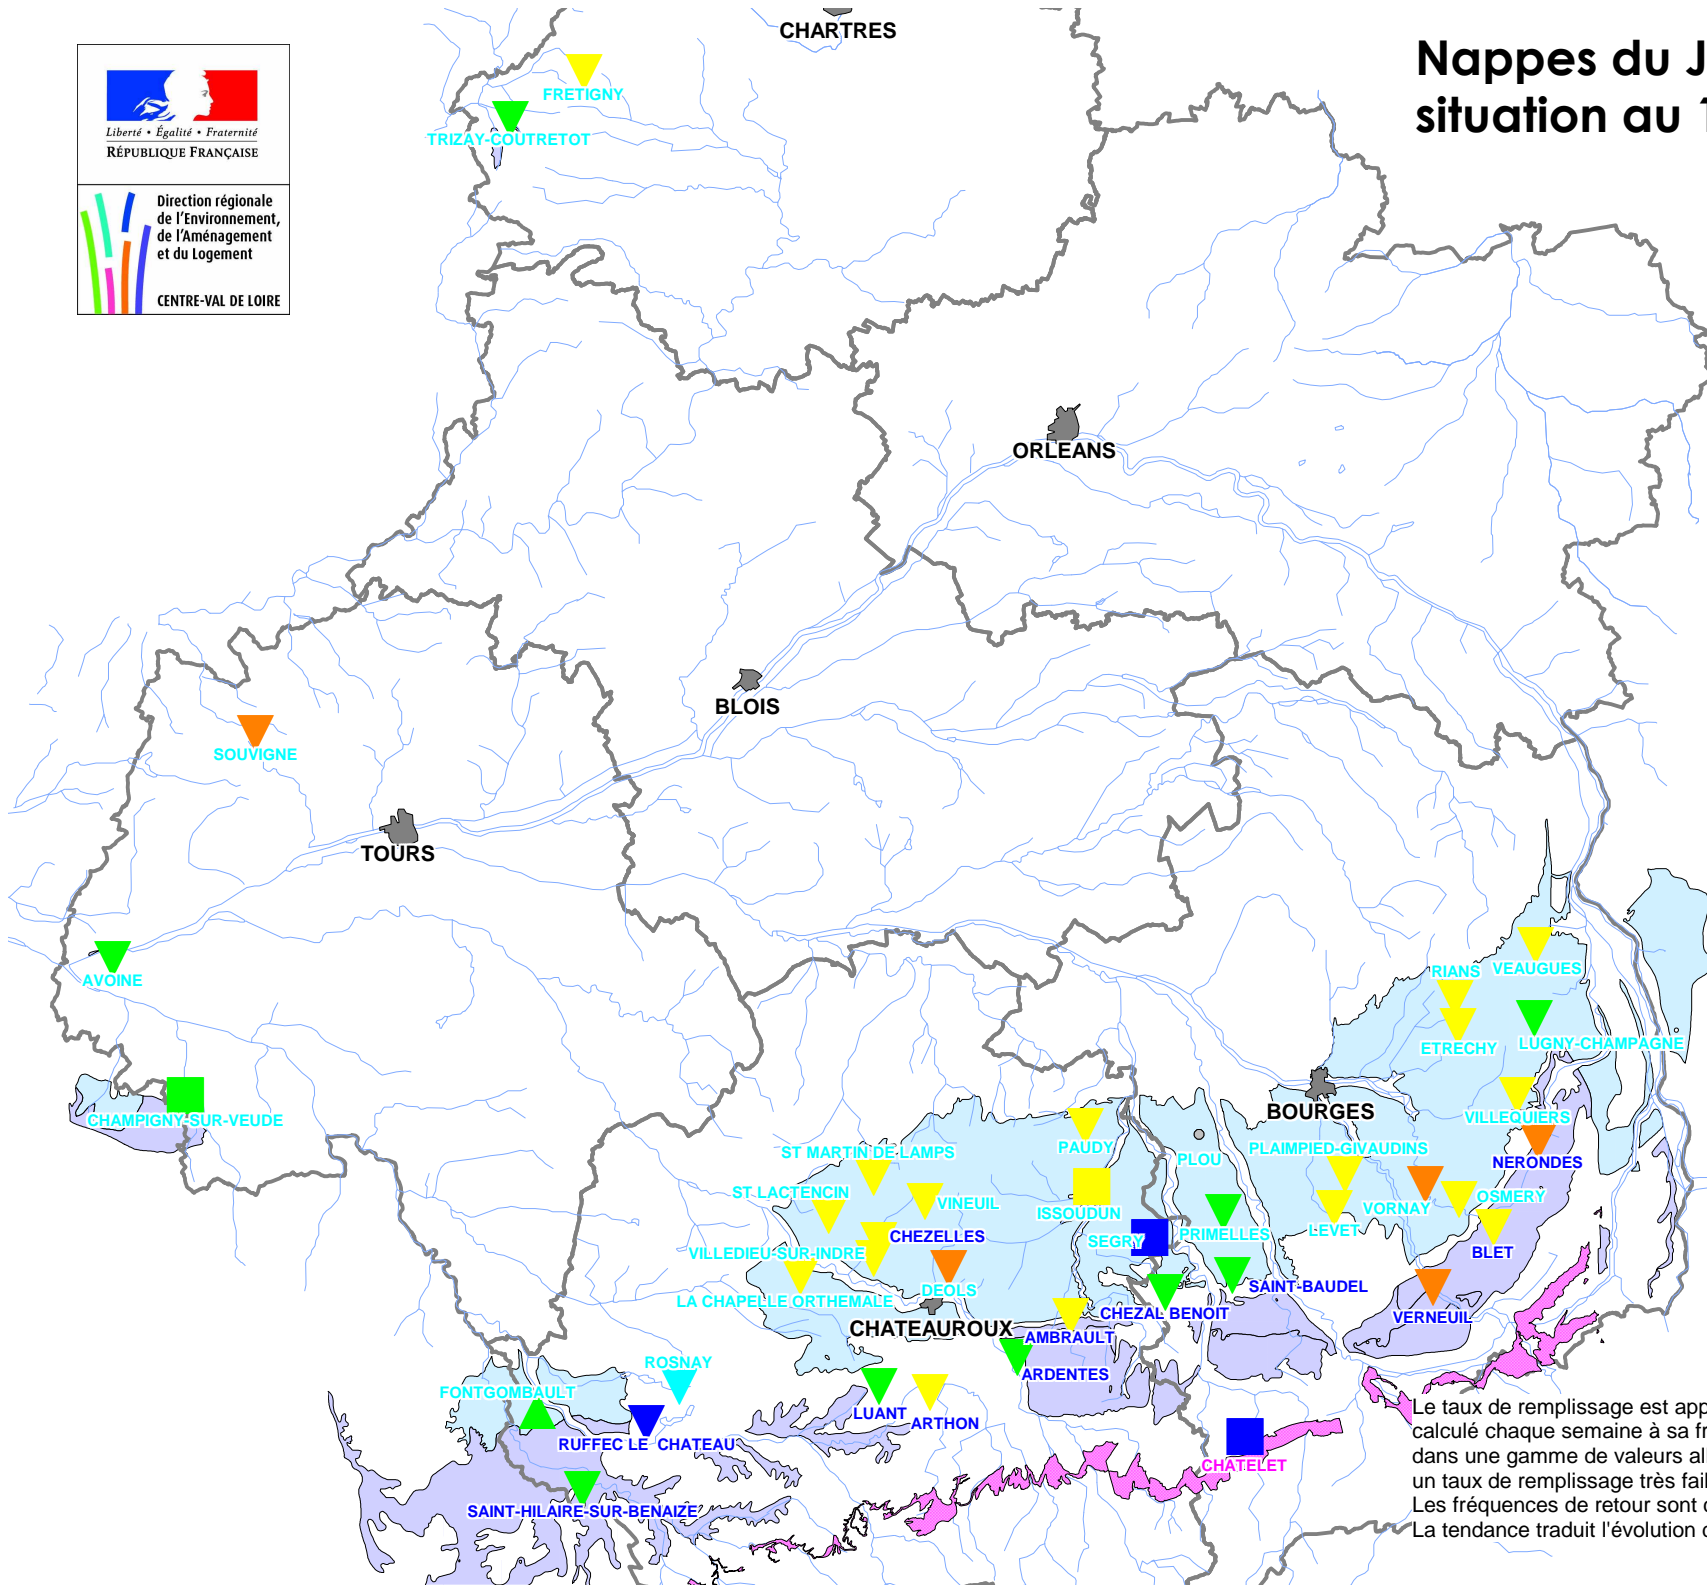 CHARTRES
Nappes du J
situation au 1
FRETIGNY
TRIZAY-COUTRETOT
Liberté • Égalité • Fraternité
RÉPUBLIQUE FRANÇAISE
Direction régionale
de l'Environnement,
de l'Aménagement
et du Logement
CENTRE-VAL DE LOIRE
ORLEANS
BLOIS
SOUVIGNE
TOURS
AVOINE
CHAMPIGNY-SUR-VEUDE
RIANS
VEAUGUES
ETRECHY
LUGNY-CHAMPAGNE
BOURGES
VILLEQUIERS
ST MARTIN DE LAMPS
PAUDY
PLOU
PLAIMPIED-GIVAUDINS
NERONDES
ST LACTENCIN
VINEUIL
ISSOUDUN
VORNAY
OSMERY
CHEZELLES
SEGRY
PRIMELLES
LEVET
VILLEDIEU-SUR-INDRE
BLET
DEOLS
SAINT-BAUDEL
LA CHAPELLE ORTHEMALE
CHEZAL BENOIT
VERNEUIL
CHATEAUROUX
AMBRAULT
ROSNAY
ARDENTES
FONTGOMBAULT
LUANT
ARTHON
RUFFEC LE CHATEAU
CHATELET
SAINT-HILAIRE-SUR-BENAIZE
Le taux de remplissage est app
calculé chaque semaine à sa fr
dans une gamme de valeurs all
un taux de remplissage très fail
Les fréquences de retour sont c
La tendance traduit l'évolution d